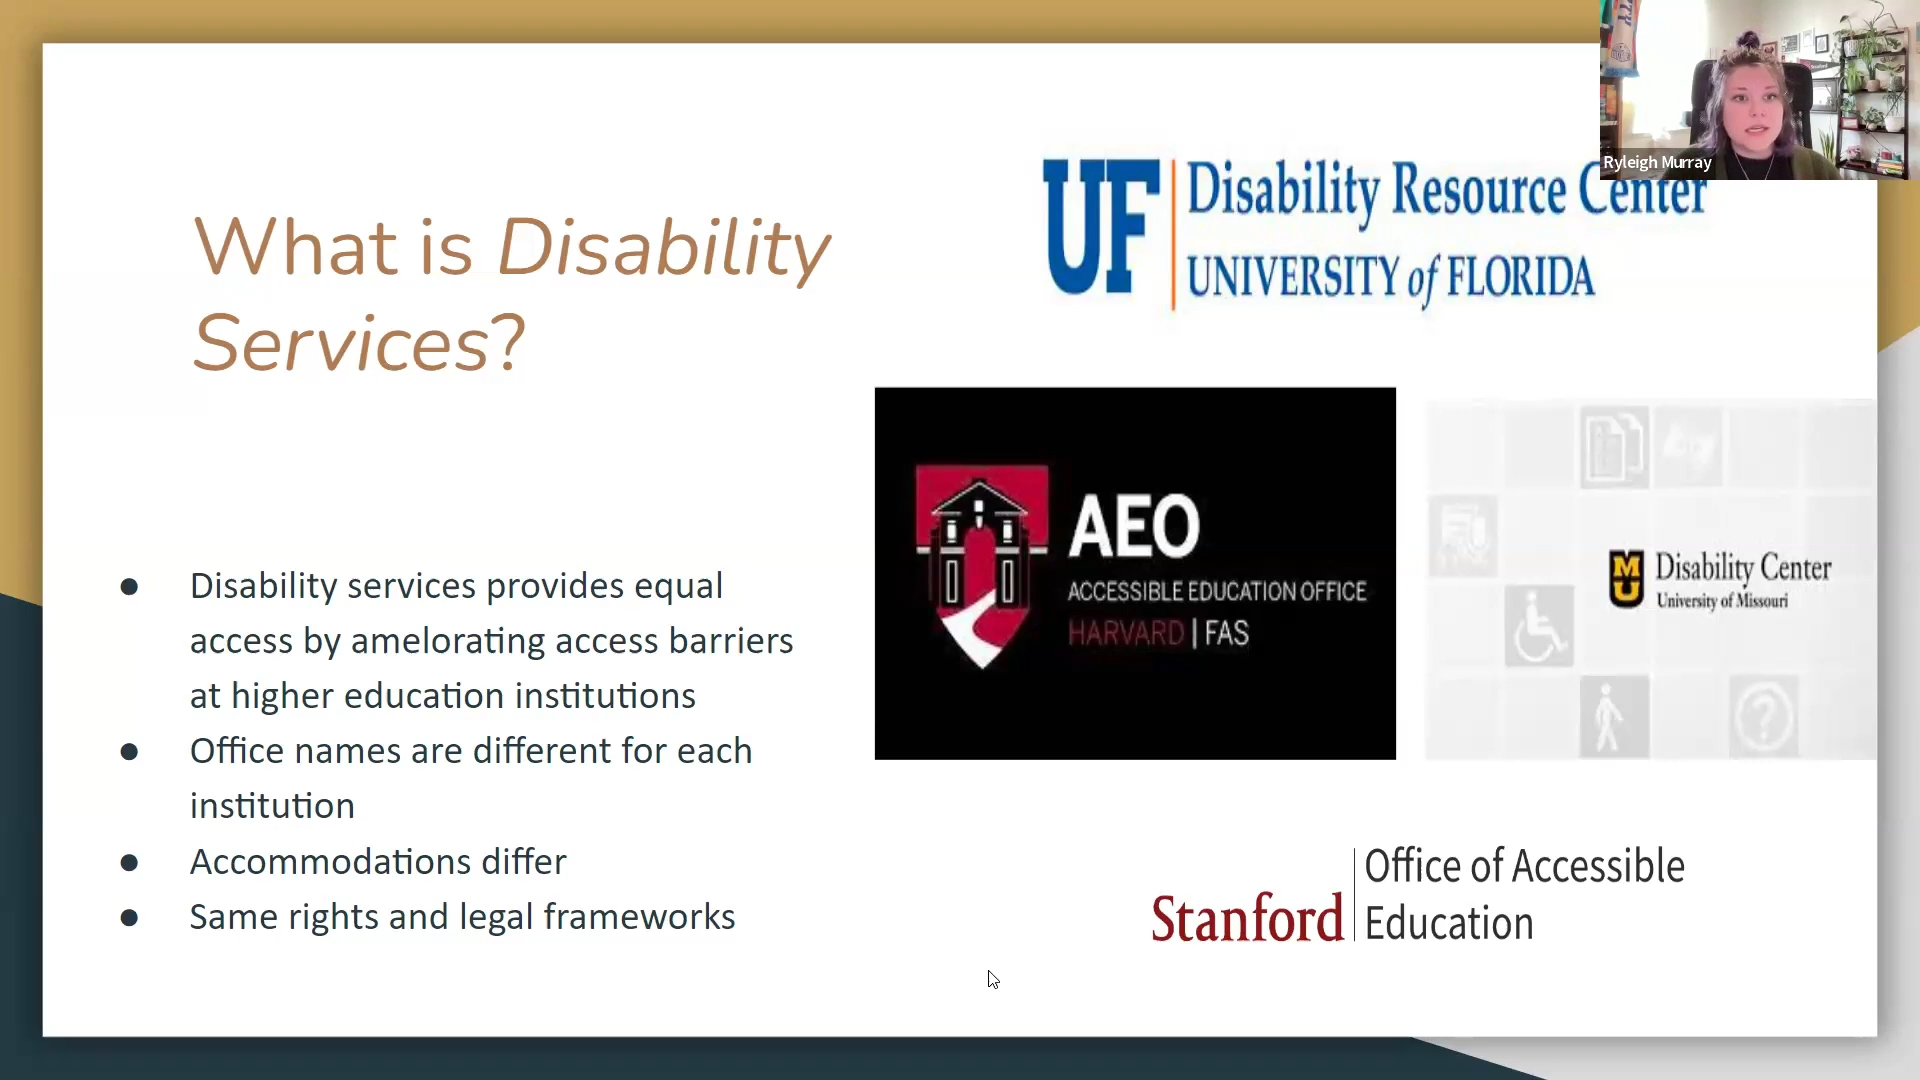 What is Disability
Services?
Disability services provides equal
access by amelorating access barriers
at higher education institutions
Office names are different for each
institution
Accommodations differ
Same rights and legal frameworks
UF
Disability Resource Center
UNIVERSITY of FLORIDA
AEO
ACCESSIBLE EDUCATION OFFICE
HARVARD | FAS
MU
Disability Center
University of Missouri
?
Stanford
Office of Accessible
Education
Ryleigh Murray